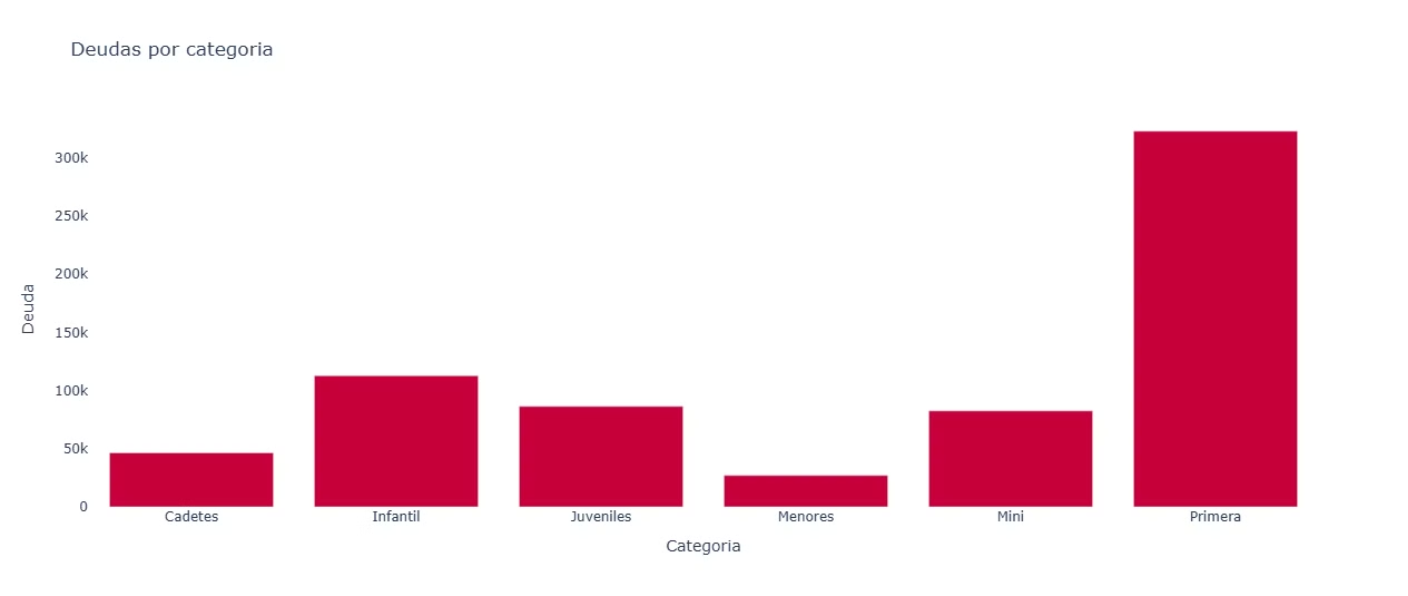 Deudas por categoria
300k
250k
200k
150k
100k
50k
0
Deuda
Cadetes Infantil Juveniles Menores Mini Primera
Categoria